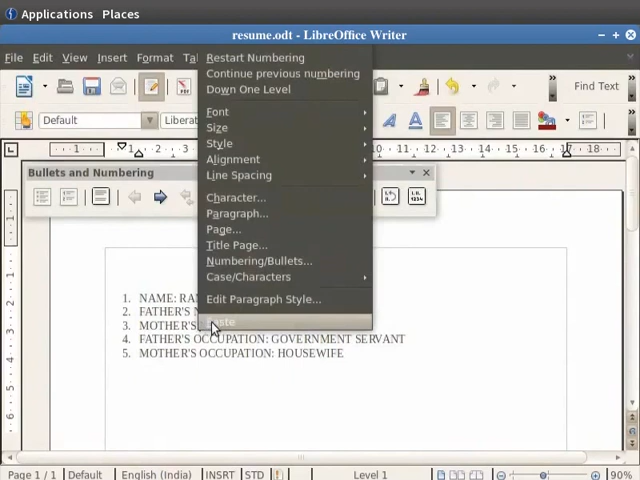 Applications Places
resume.odt - LibreOffice Writer
File Edit View Insert Format
Restart Numbering
Continue previous numbering
Down One Level
Font
Size
Style
Alignment
Line Spacing
Character...
Paragraph...
Page...
Title Page...
Numbering/Bullets...
Case/Characters
Edit Paragraph Style...
Paste
Find Text
Default
Bullets and Numbering
1. NAME:
2. FATHER'S
3. MOTHER'S
4. FATHER'S OCCUPATION: GOVERNMENT SERVANT
5. MOTHER'S OCCUPATION: HOUSEWIFE
Page 1 / 1 Default English (India) INSRT STD Level 1 90%